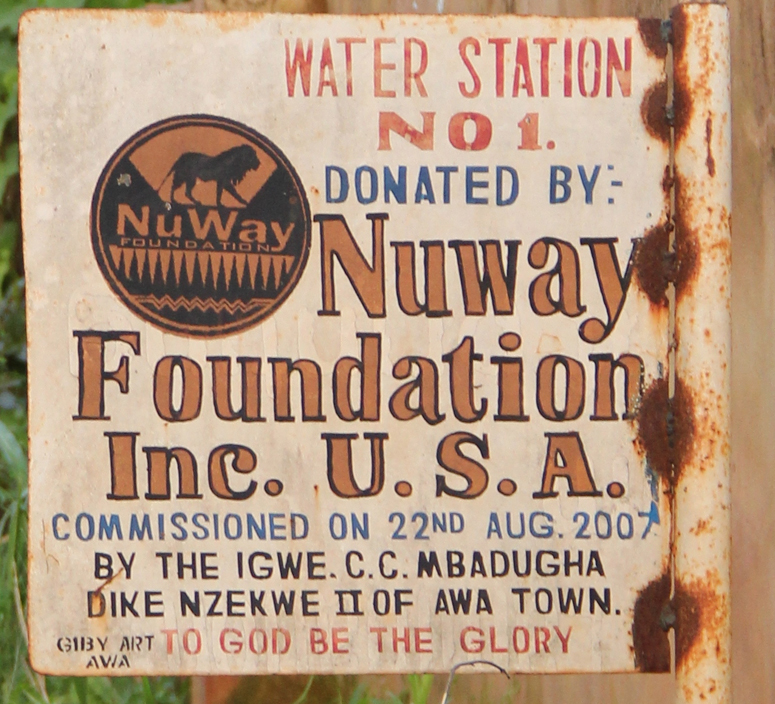 WATER STATION
NO 1.
DONATED BY:-
NuWay
FOUNDATION
Nuway
Foundation
Inc. U.S.A.
COMMISSIONED ON 22ND AUG. 2007
BY THE IGWE. C.C. MBADUGHA
DIKE NZEKWE II OF AWA TOWN.
TO GOD BE THE GLORY
GIBY ART
AWA